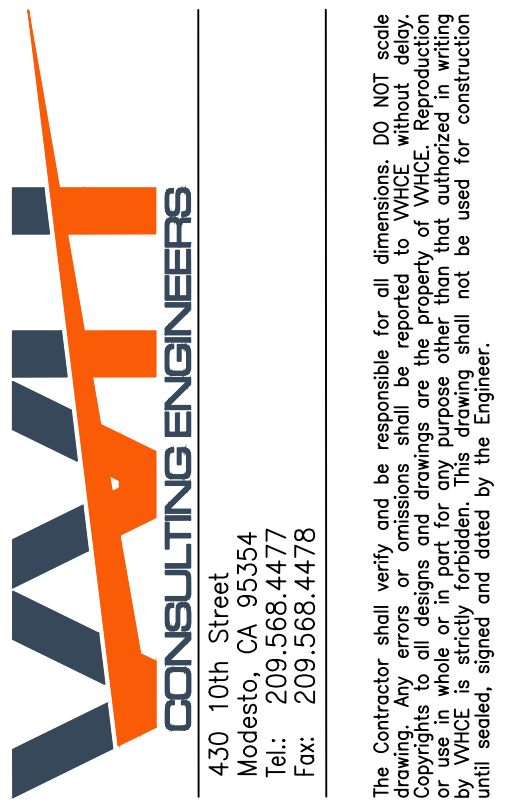 WH
CONSULTING ENGINEERS
430 10th Street
Modesto, CA 95354
Tel.: 209.568.4477
Fax: 209.568.4478
The Contractor shall verify and be responsible for all dimensions. DO NOT scale
drawing. Any errors or omissions shall be reported to WHCE without delay.
Copyrights to all designs and drawings are the property of WHCE. Reproduction
or use in whole or in part for any purpose other than that authorized in writing
by WHCE is strictly forbidden. This drawing shall not be used for construction
until sealed, signed and dated by the Engineer.